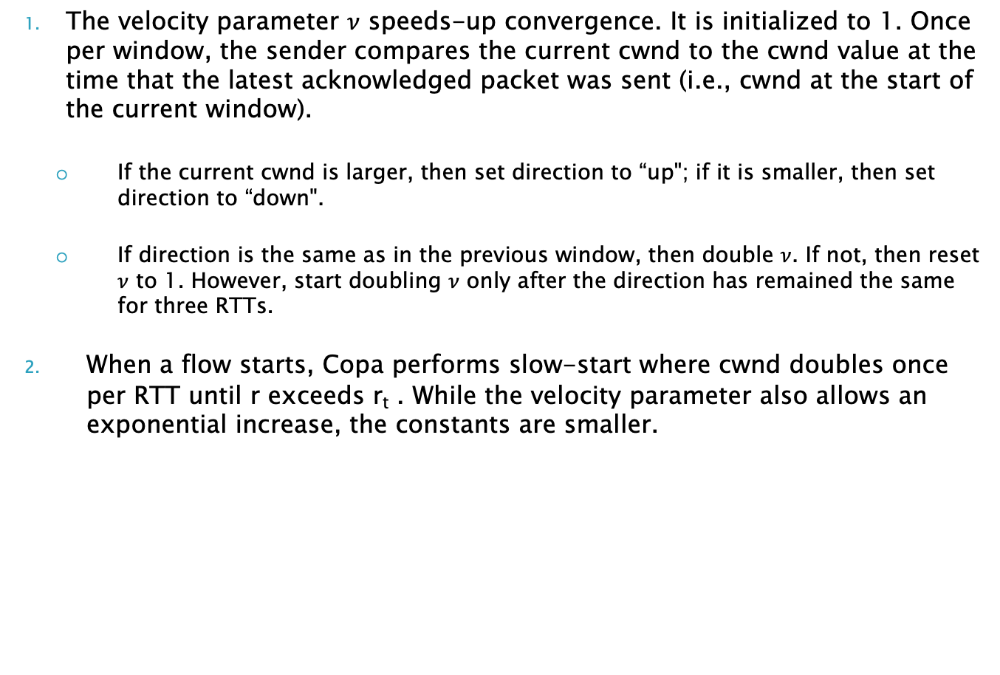 1. The velocity parameter ν speeds-up convergence. It is initialized to 1. Once
per window, the sender compares the current cwnd to the cwnd value at the
time that the latest acknowledged packet was sent (i.e., cwnd at the start of
the current window).
○ If the current cwnd is larger, then set direction to “up"; if it is smaller, then set
direction to “down".
○ If direction is the same as in the previous window, then double ν. If not, then reset
ν to 1. However, start doubling ν only after the direction has remained the same
for three RTTs.
2. When a flow starts, Copa performs slow-start where cwnd doubles once
per RTT until r exceeds rₜ . While the velocity parameter also allows an
exponential increase, the constants are smaller.